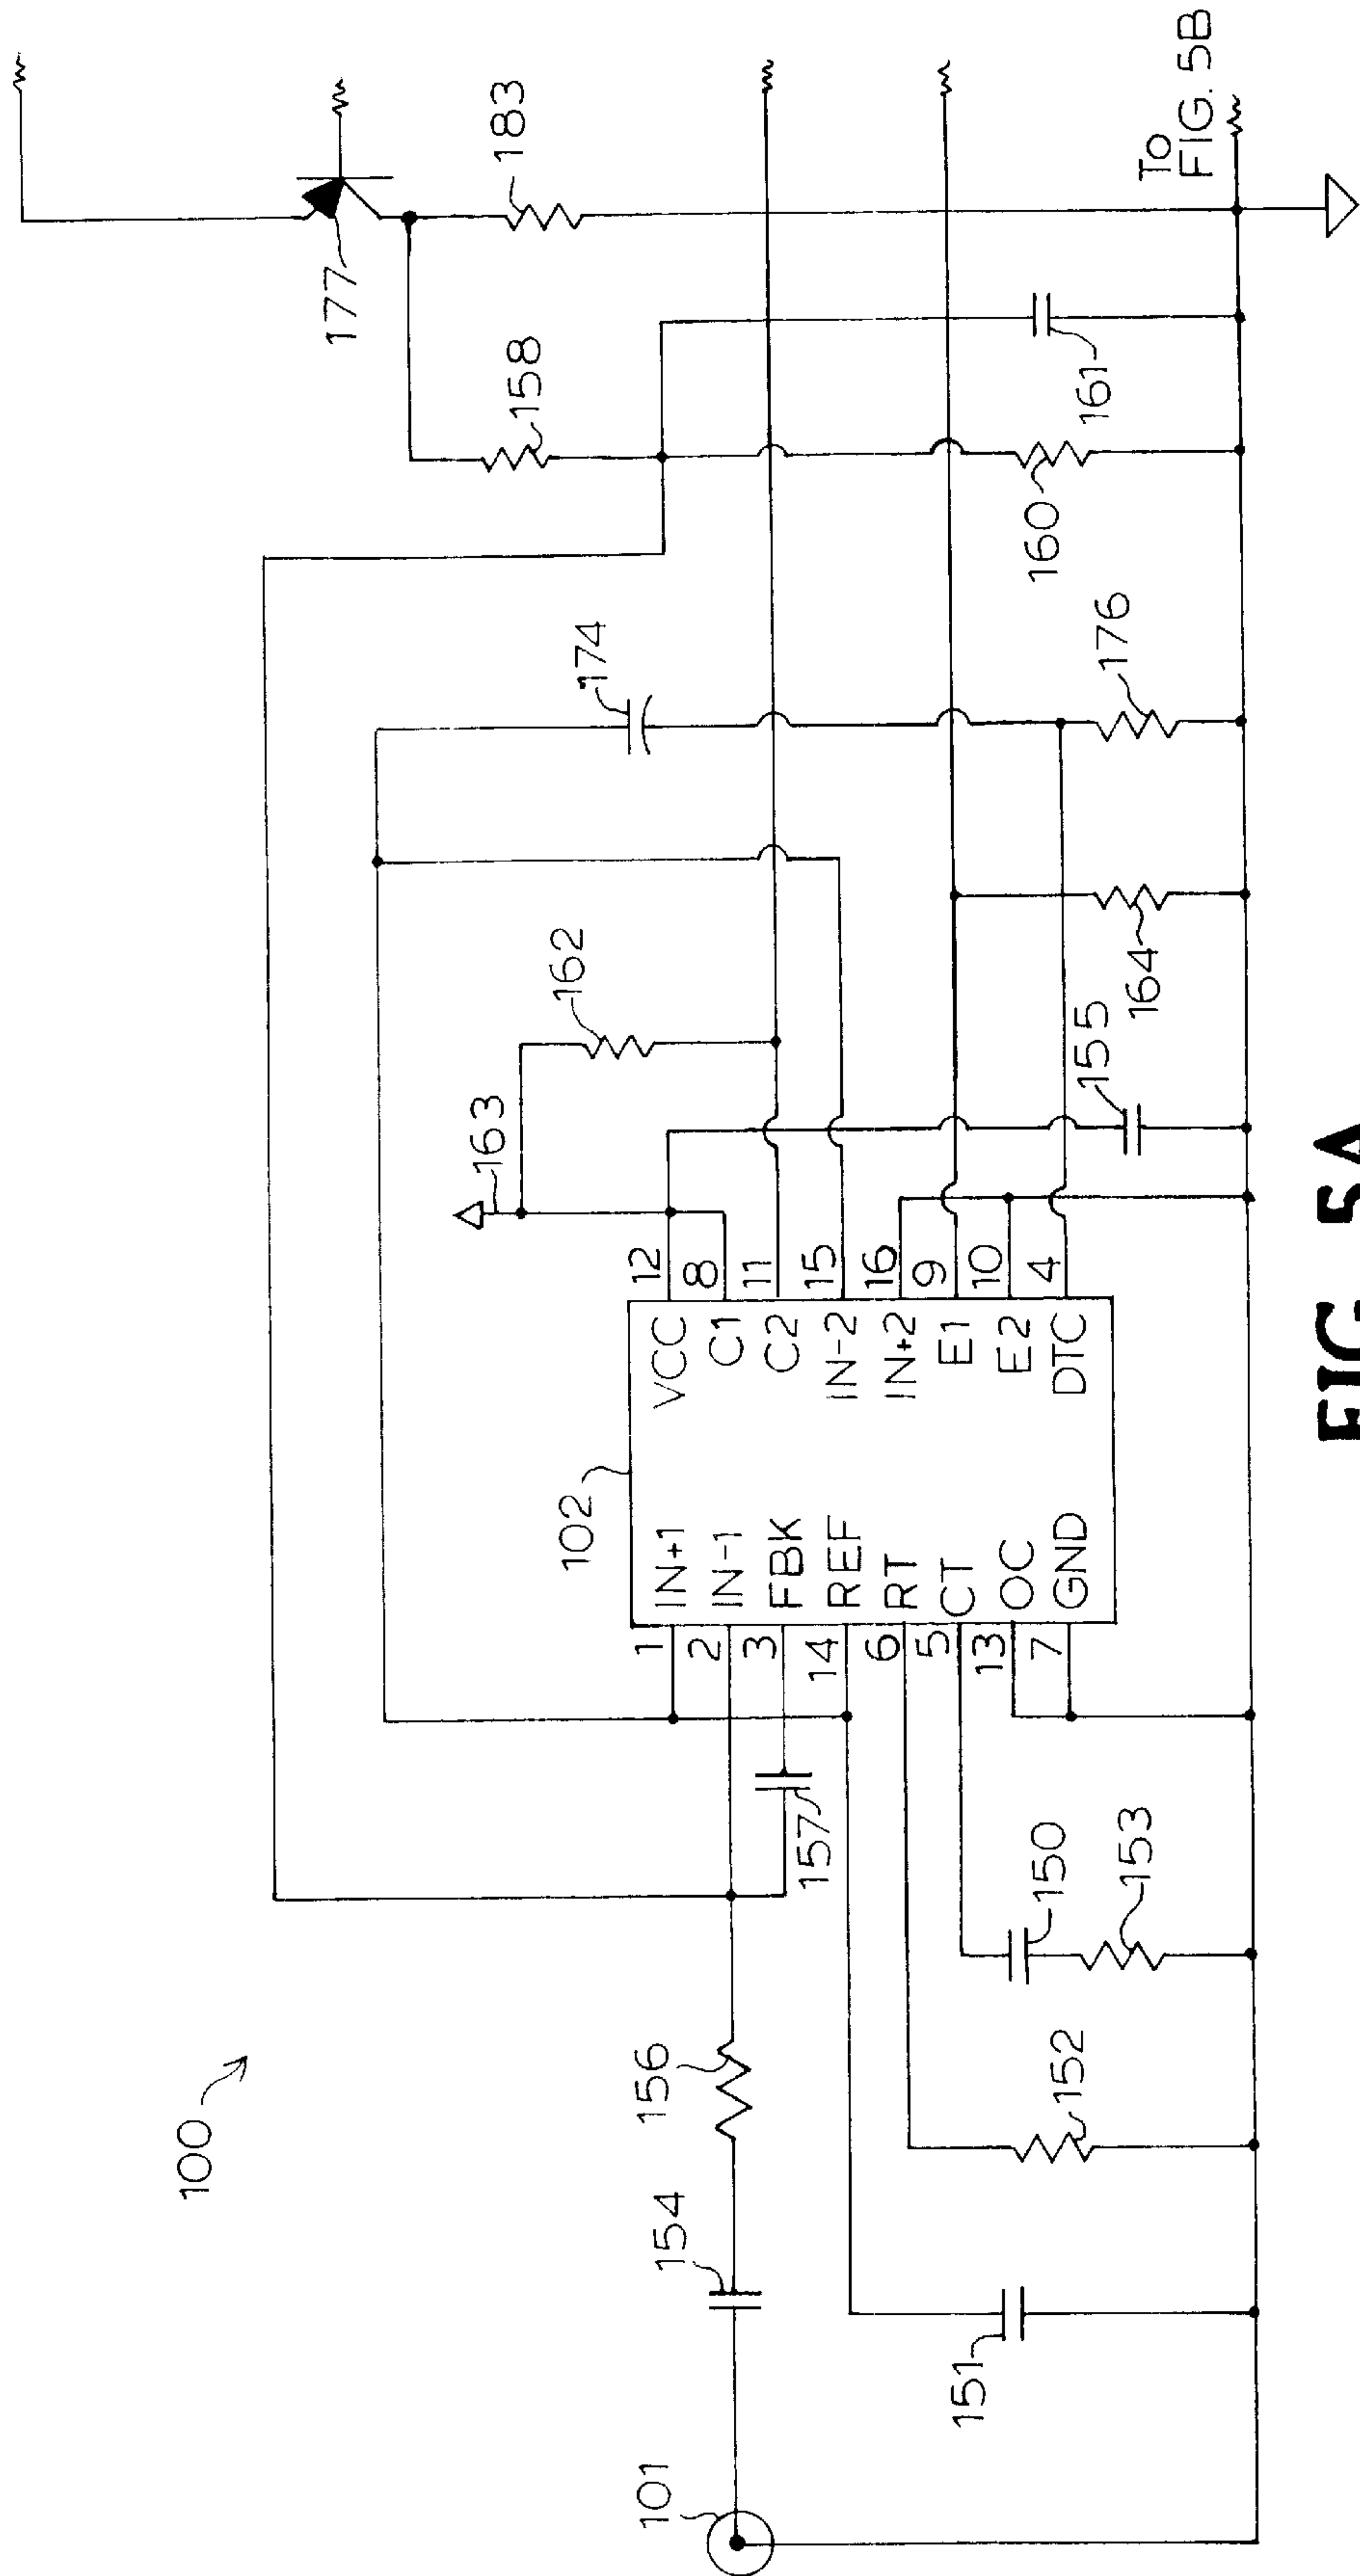 100
101
154
156
151
152
150
153
157
102
1 IN+1
2 IN-1
3 FBK
14 REF
6 RT
5 CT
13 OC
7 GND
VCC 12
C1 8
C2 11
IN-2 15
IN+2 16
E1 9
E2 10
DTC 4
163
162
155
164
174
176
158
160
161
177
183
To
FIG. 5B
FIG. 5A